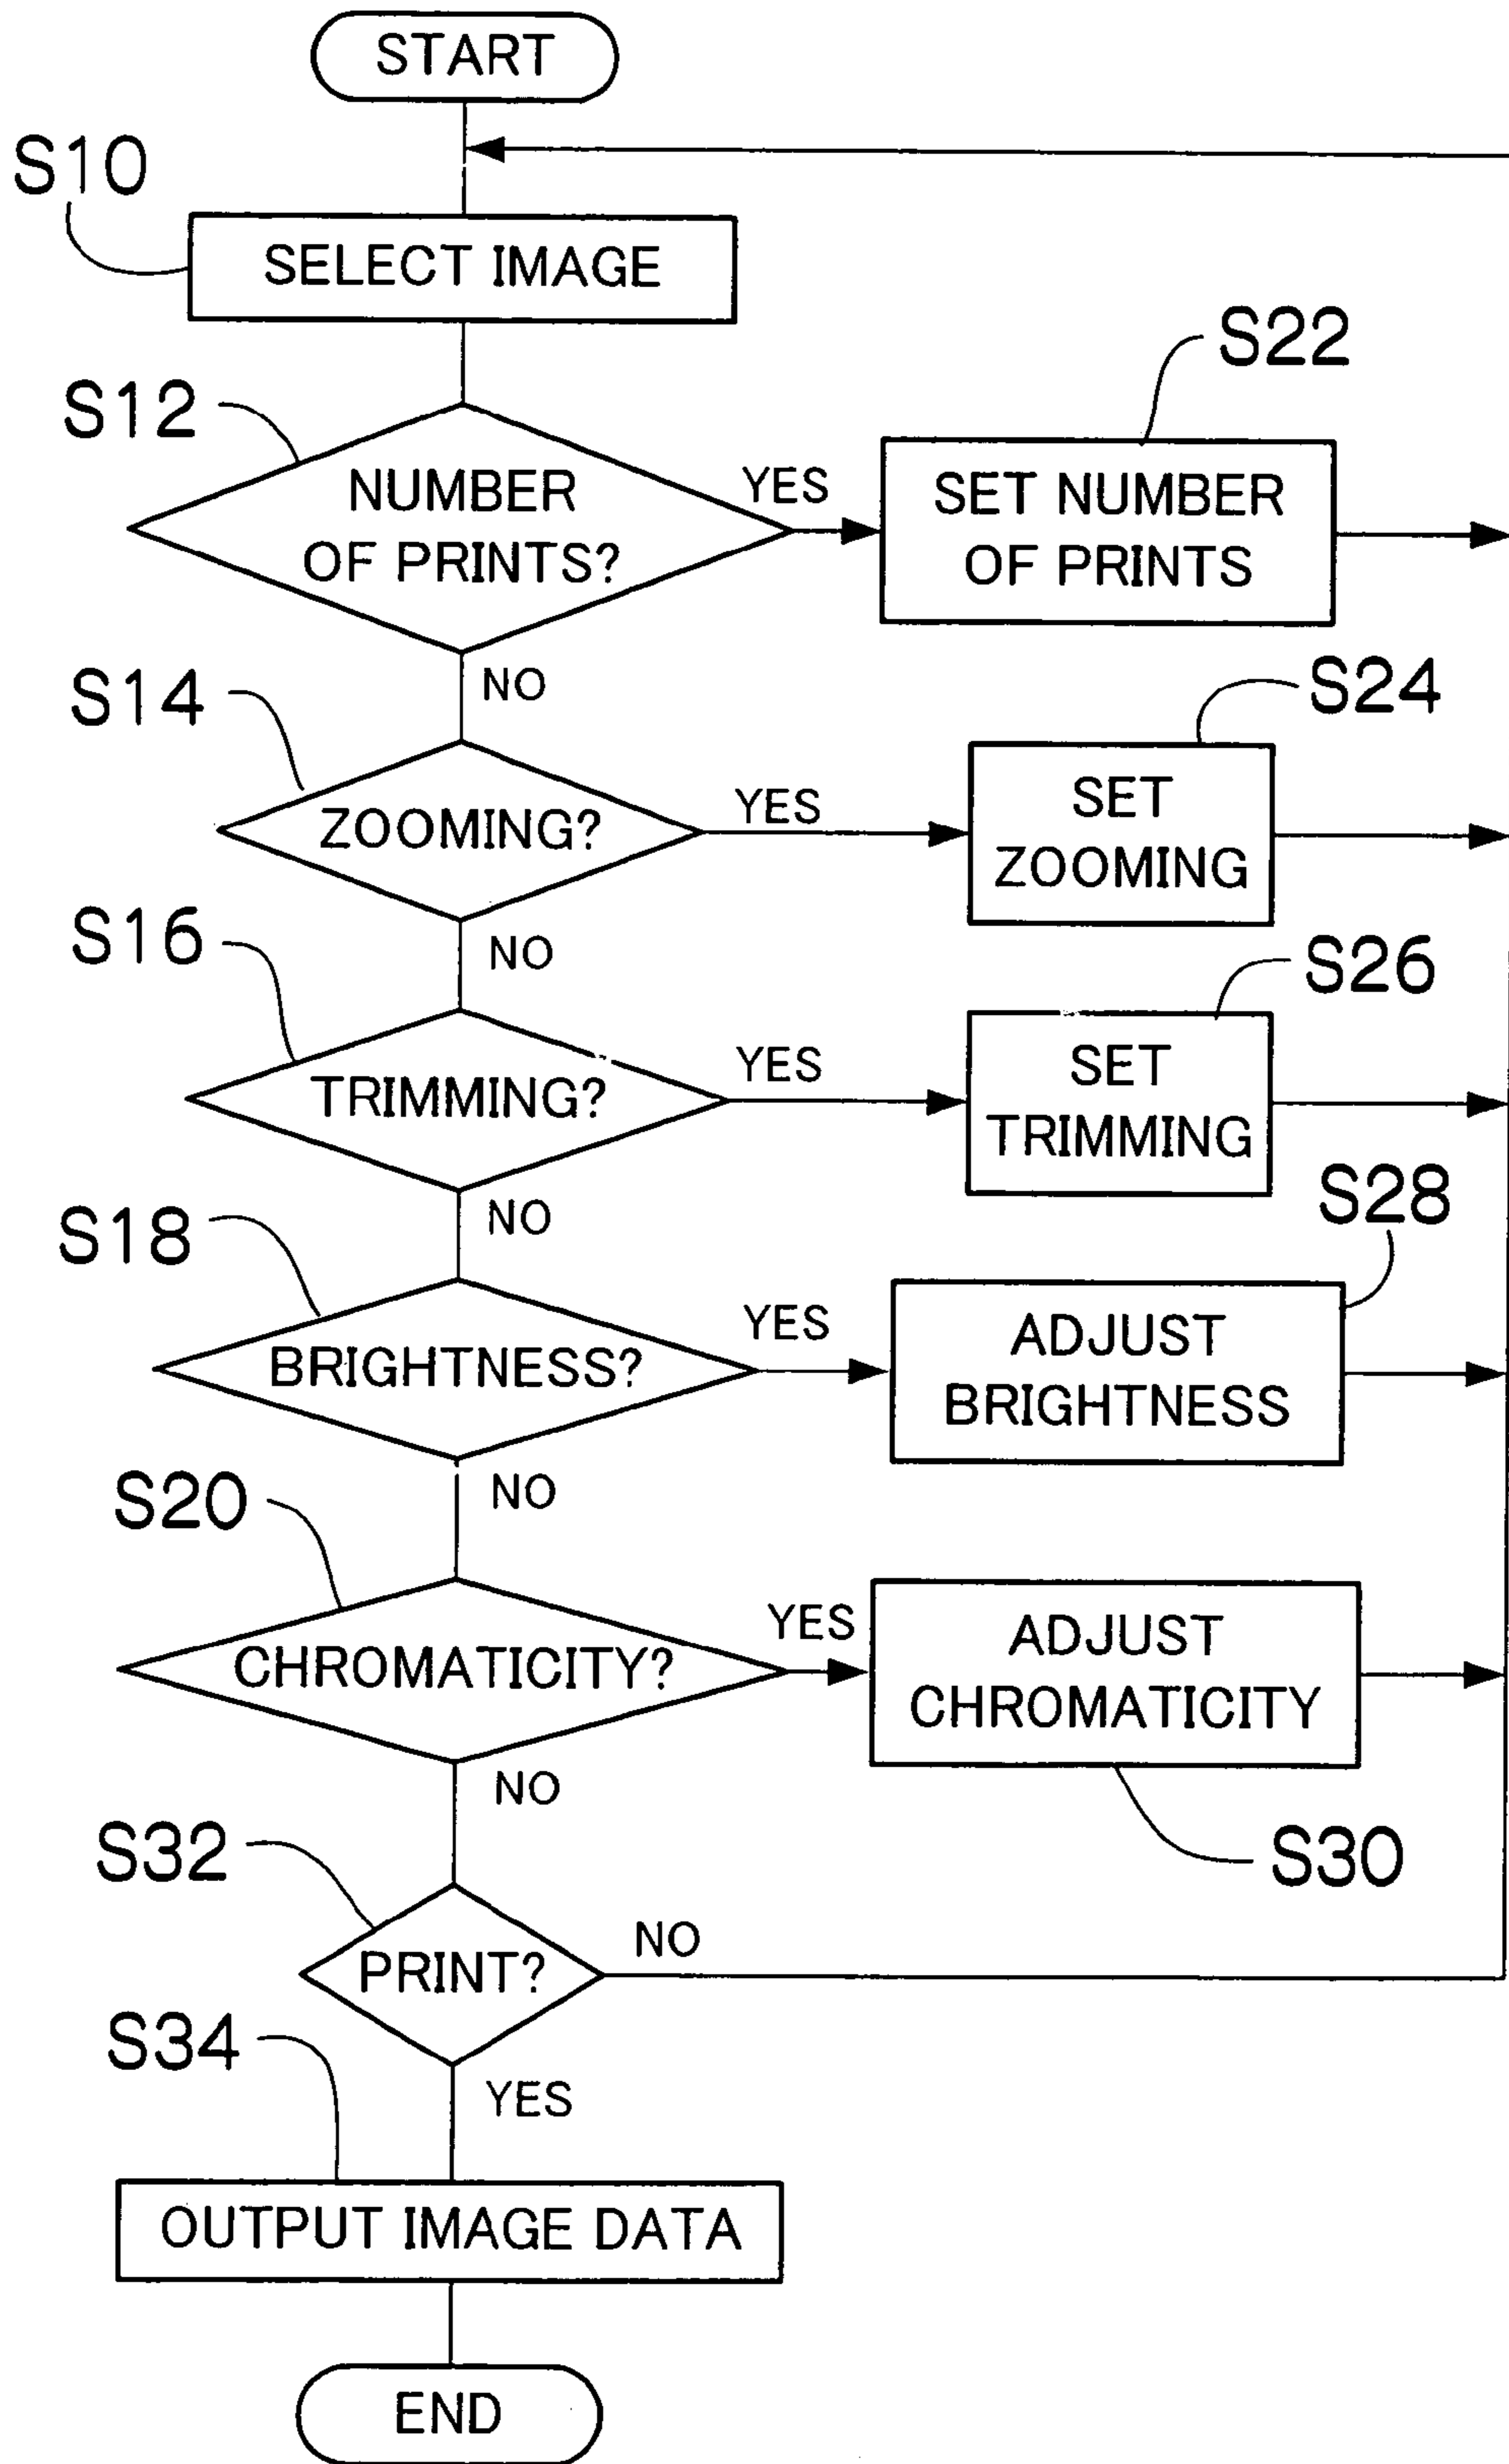 START
S10
SELECT IMAGE
S22
S12
NUMBER
OF PRINTS?
YES
SET NUMBER
OF PRINTS
NO
S14
S24
ZOOMING?
YES
SET
ZOOMING
NO
S16
S26
TRIMMING?
YES
SET
TRIMMING
NO
S18
S28
BRIGHTNESS?
YES
ADJUST
BRIGHTNESS
NO
S20
CHROMATICITY?
YES
ADJUST
CHROMATICITY
NO
S30
S32
PRINT?
NO
S34
YES
OUTPUT IMAGE DATA
END